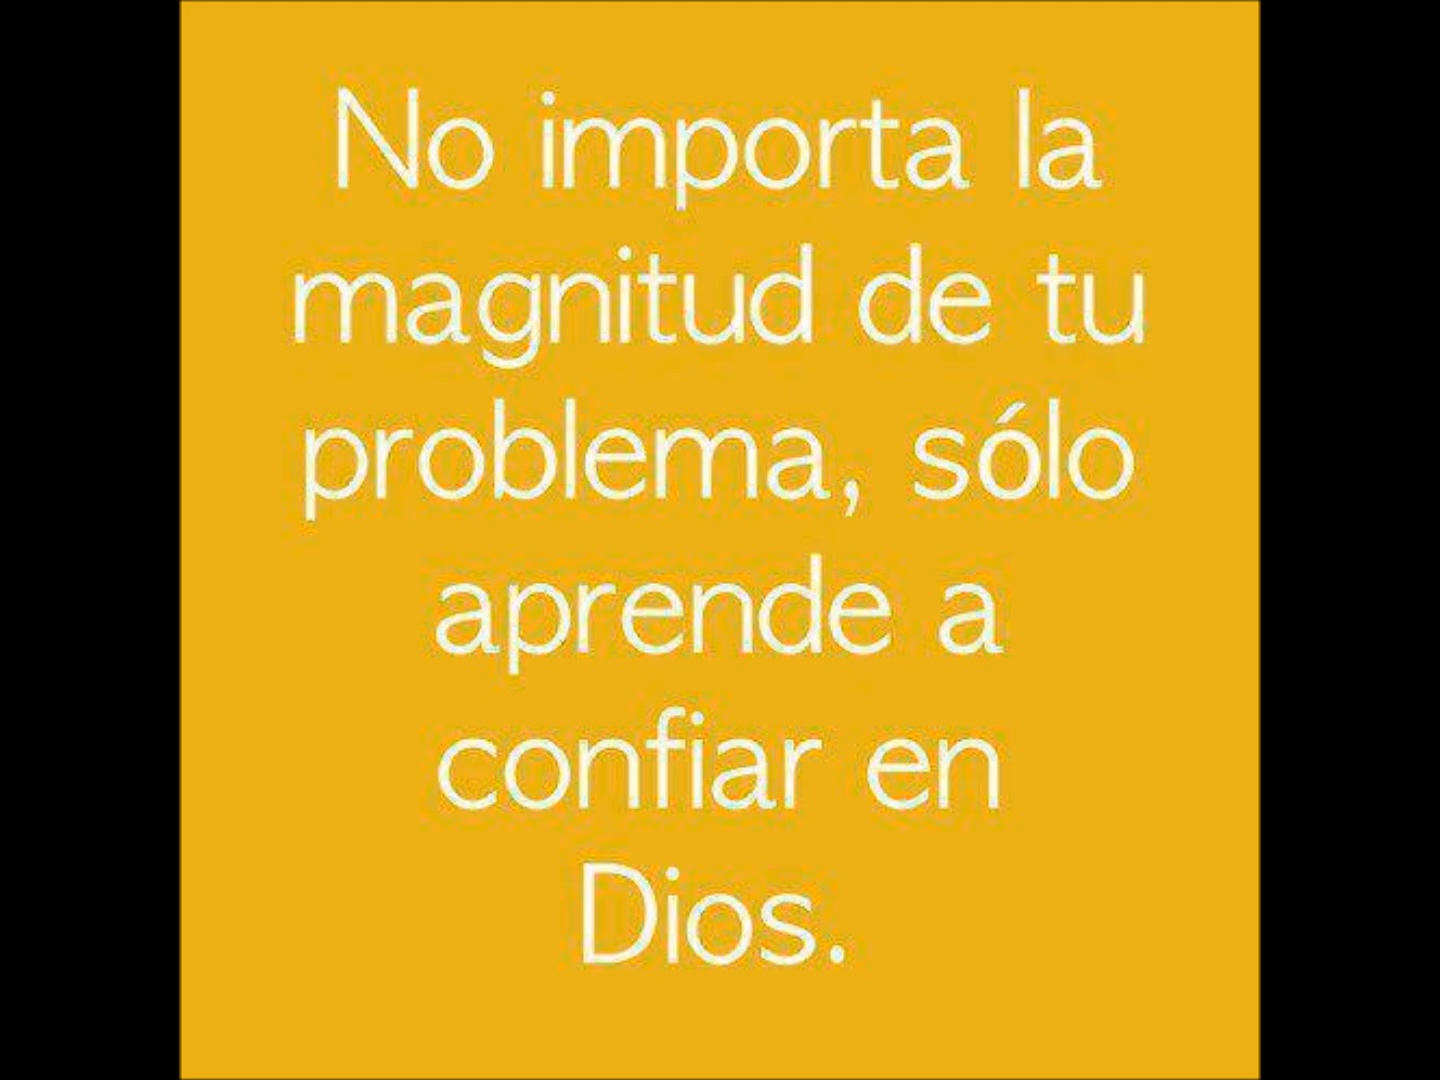 No importa la
magnitud de tu
problema, sólo
aprende a
confiar en
Dios.